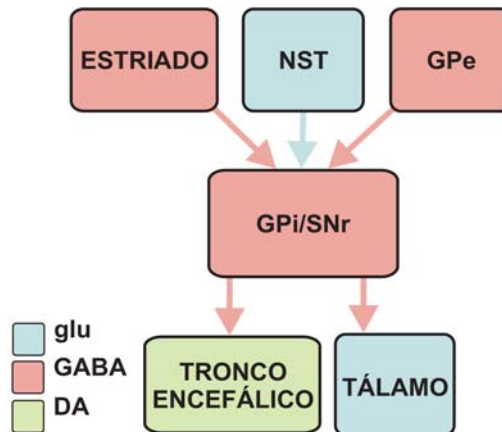 ESTRIADO
NST
GPe
GPi/SNr
glu
GABA
DA
TRONCO
ENCEFÁLICO
TÁLAMO